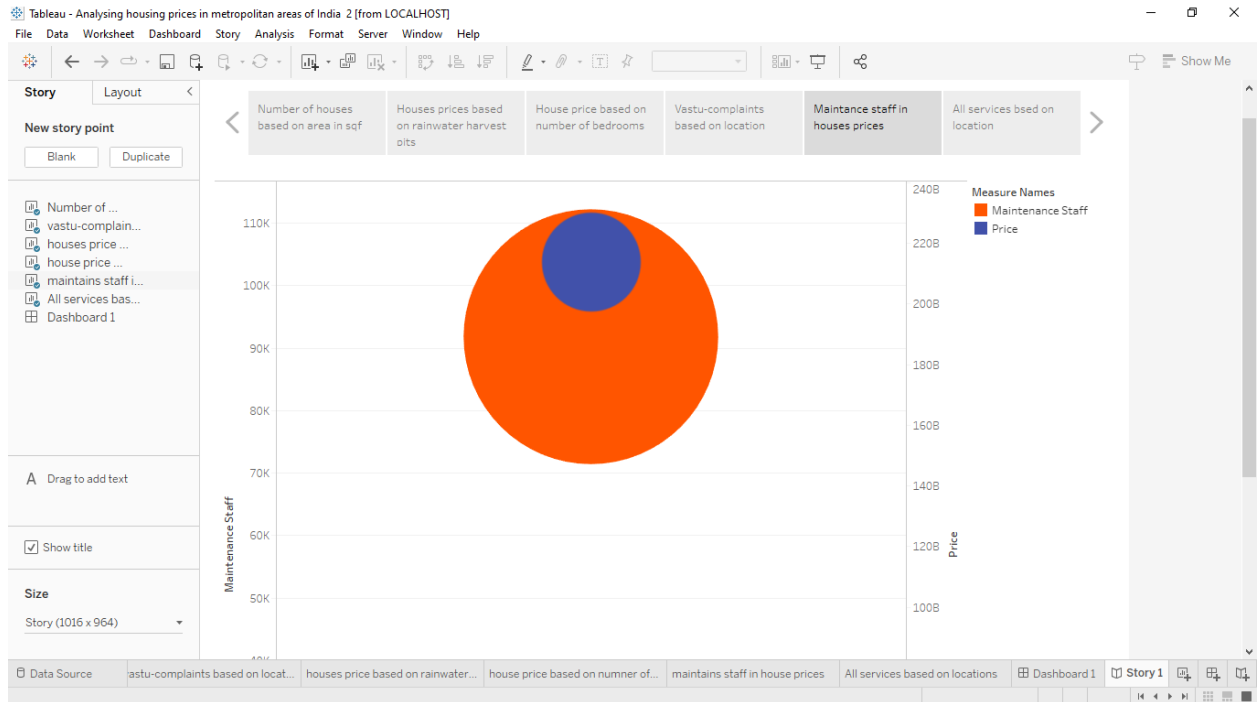 Tableau - Analysing housing prices in metropolitan areas of India 2 [from LOCALHOST]
File Data Worksheet Dashboard Story Analysis Format Server Window Help
Show Me
Story Layout
New story point
Blank Duplicate
Number of ...
vastu-complain...
houses price ...
house price ...
maintains staff i...
All services bas...
Dashboard 1
A Drag to add text
Show title
Size
Story (1016 x 964)
Number of houses
based on area in sqf
Houses prices based
on rainwater harvest
pits
House price based on
number of bedrooms
Vastu-complaints
based on location
Maintance staff in
houses prices
All services bsed on
location
110K
100K
90K
80K
70K
60K
50K
40K
Maintenance Staff
240B
220B
200B
180B
160B
140B
120B
100B
Price
Measure Names
Maintenance Staff
Price
Data Source
vastu-complaints based on locat...
houses price based on rainwater...
house price based on numner of...
maintains staff in house prices
All services based on locations
Dashboard 1
Story 1